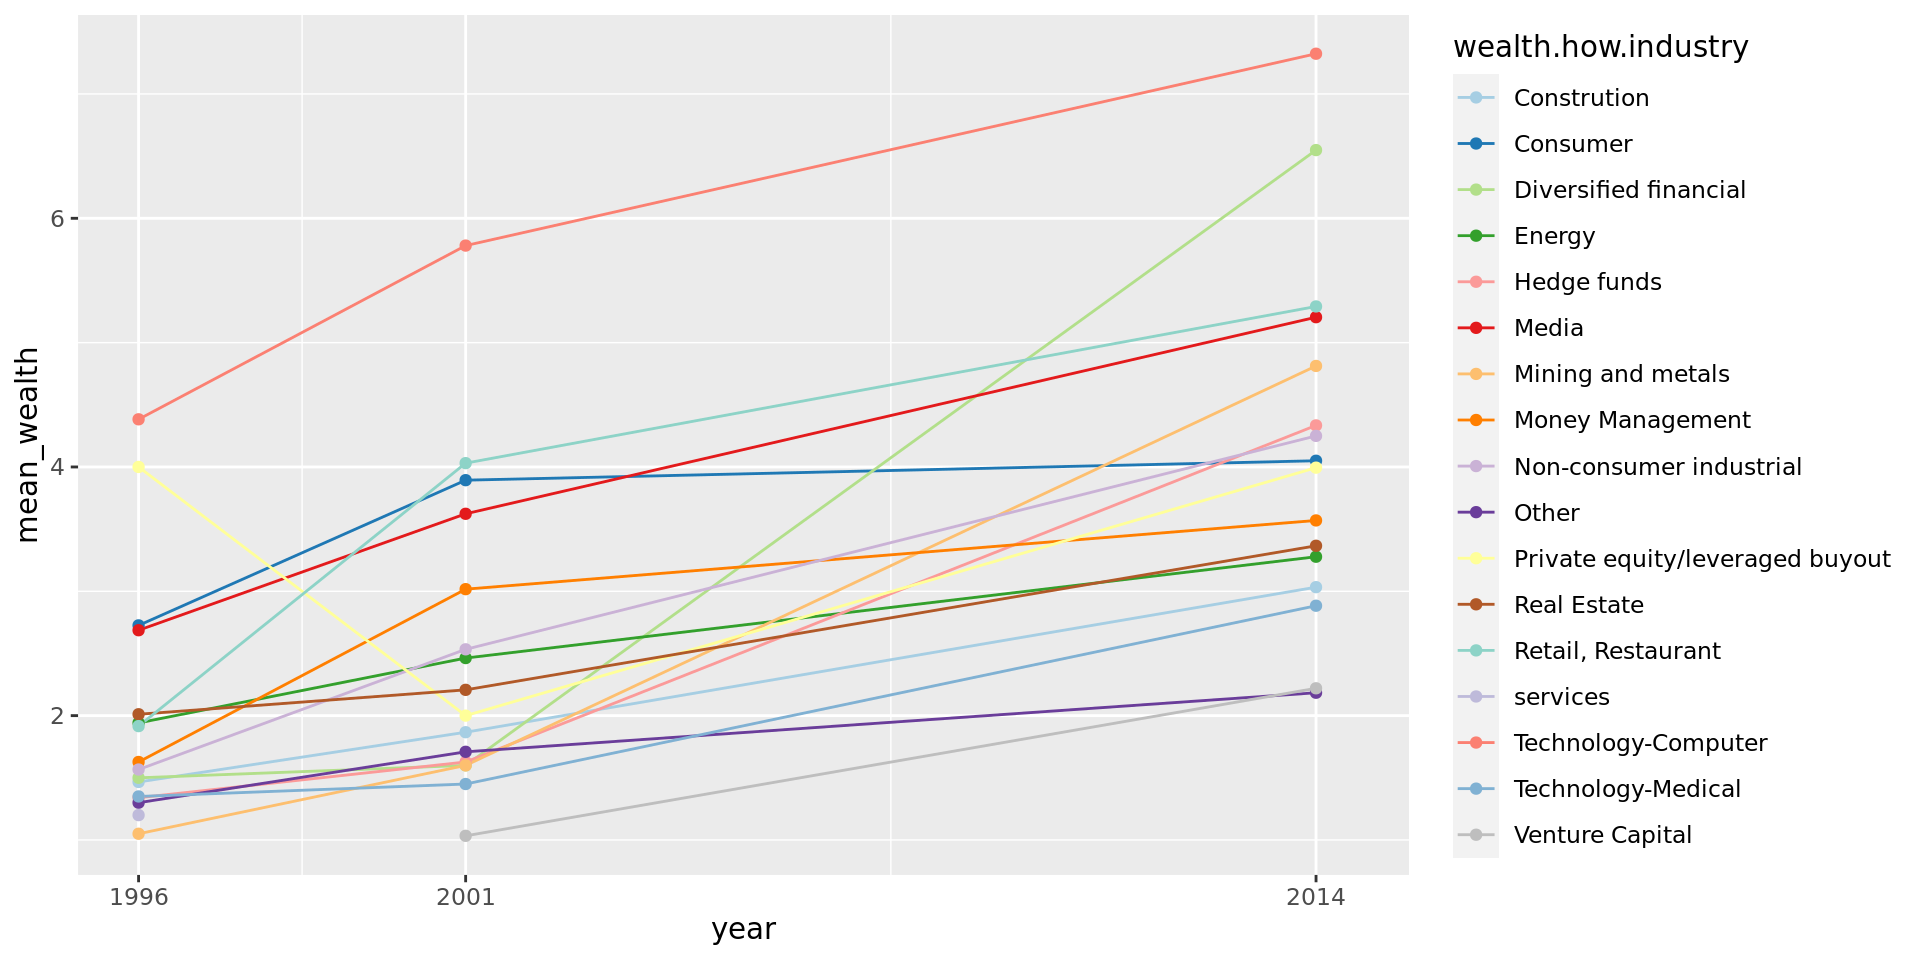 mean_wealth
6
4
2
1996
2001
2014
year
wealth.how.industry
Constrution
Consumer
Diversified financial
Energy
Hedge funds
Media
Mining and metals
Money Management
Non-consumer industrial
Other
Private equity/leveraged buyout
Real Estate
Retail, Restaurant
services
Technology-Computer
Technology-Medical
Venture Capital